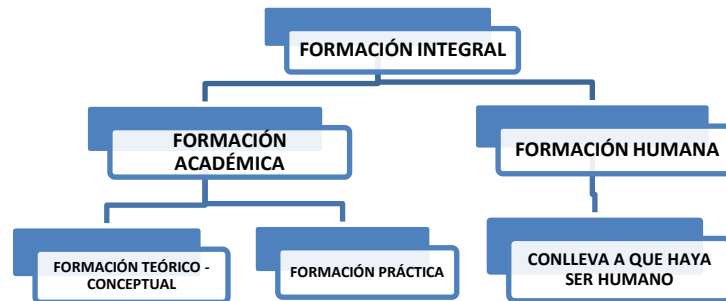 FORMACIÓN INTEGRAL
FORMACIÓN
ACADÉMICA
FORMACIÓN HUMANA
FORMACIÓN TEÓRICO -
CONCEPTUAL
FORMACIÓN PRÁCTICA
CONLLEVA A QUE HAYA
SER HUMANO